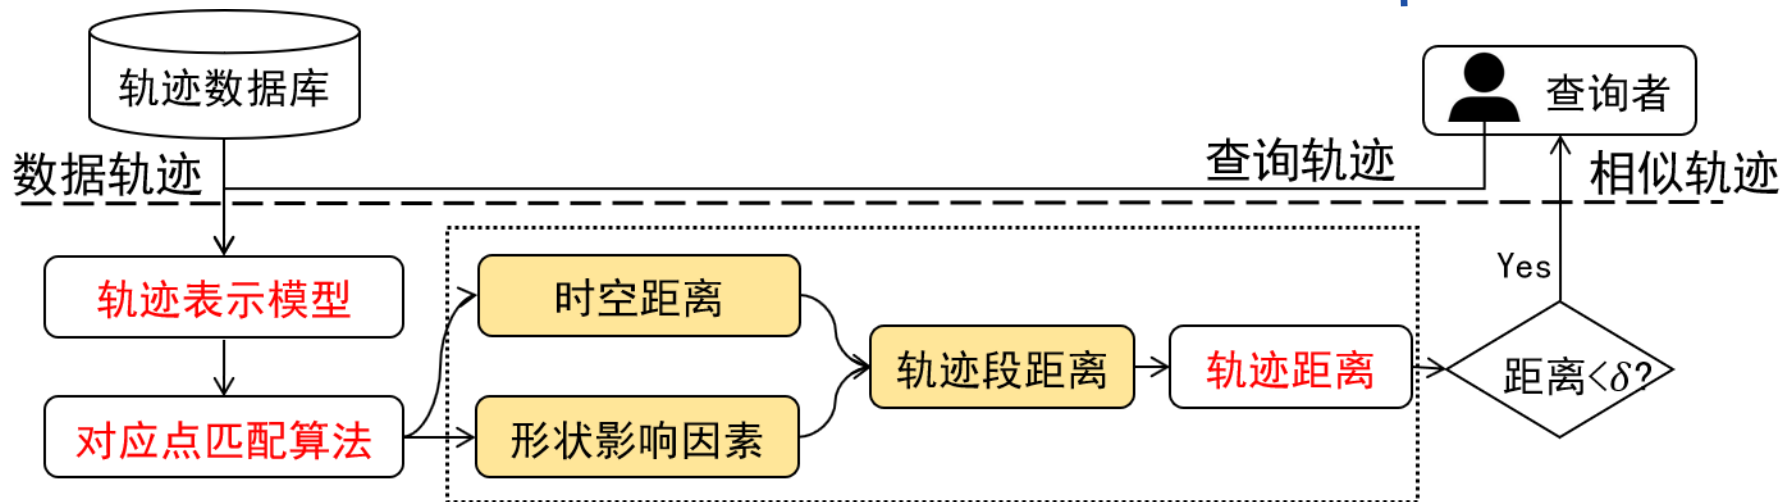 轨迹数据库
查询者
数据轨迹
查询轨迹
相似轨迹
轨迹表示模型
对应点匹配算法
时空距离
形状影响因素
轨迹段距离
轨迹距离
距离<δ?
Yes